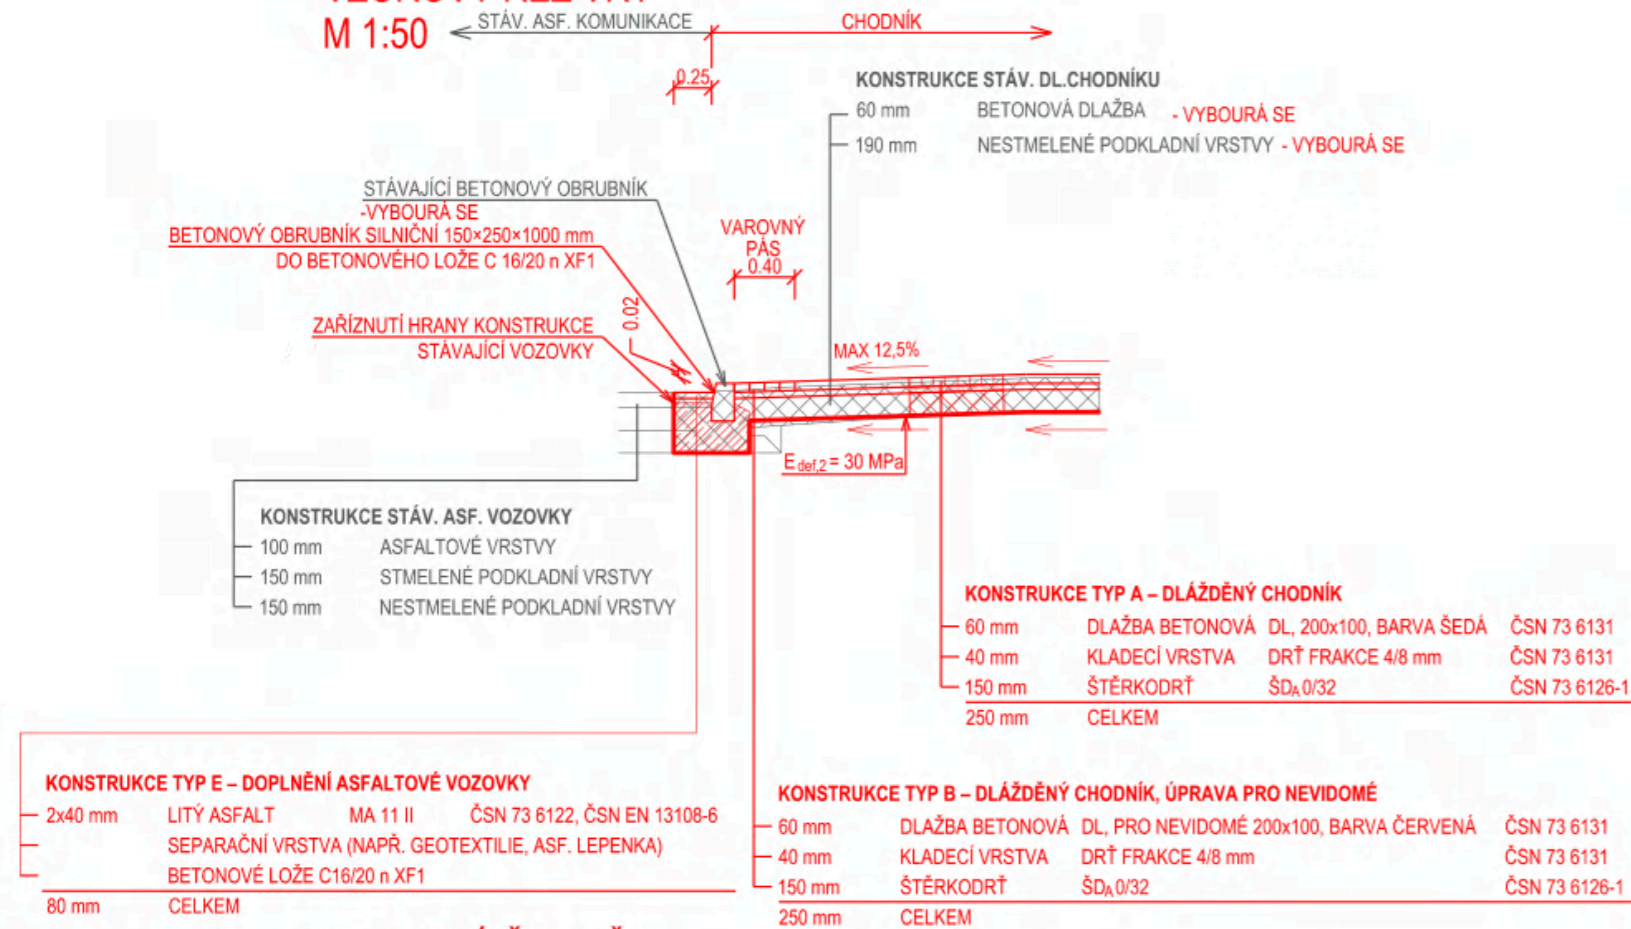 M 1:50
STÁV. ASF. KOMUNIKACE
CHODNÍK
0.25
KONSTRUKCE STÁV. DL.CHODNÍKU
60 mm BETONOVÁ DLAŽBA - VYBOURÁ SE
190 mm NESTMELENÉ PODKLADNÍ VRSTVY - VYBOURÁ SE
STÁVAJÍCÍ BETONOVÝ OBRUBNÍK
-VYBOURÁ SE
BETONOVÝ OBRUBNÍK SILNIČNÍ 150×250×1000 mm
DO BETONOVÉHO LOŽE C 16/20 n XF1
VAROVNÝ
PÁS
0.40
0.02
ZAŘÍZNUTÍ HRANY KONSTRUKCE
STÁVAJÍCÍ VOZOVKY
MAX 12,5%
E def,2 = 30 MPa
KONSTRUKCE STÁV. ASF. VOZOVKY
100 mm ASFALTOVÉ VRSTVY
150 mm STMELENÉ PODKLADNÍ VRSTVY
150 mm NESTMELENÉ PODKLADNÍ VRSTVY
KONSTRUKCE TYP A – DLÁŽDĚNÝ CHODNÍK
60 mm DLAŽBA BETONOVÁ DL, 200x100, BARVA ŠEDÁ ČSN 73 6131
40 mm KLADECÍ VRSTVA DRŤ FRAKCE 4/8 mm ČSN 73 6131
150 mm ŠTĚRKODRŤ ŠDA 0/32 ČSN 73 6126-1
250 mm CELKEM
KONSTRUKCE TYP E – DOPLNĚNÍ ASFALTOVÉ VOZOVKY
2x40 mm LITÝ ASFALT MA 11 II ČSN 73 6122, ČSN EN 13108-6
SEPARAČNÍ VRSTVA (NAPŘ. GEOTEXTILIE, ASF. LEPENKA)
BETONOVÉ LOŽE C16/20 n XF1
80 mm CELKEM
KONSTRUKCE TYP B – DLÁŽDĚNÝ CHODNÍK, ÚPRAVA PRO NEVIDOMÉ
60 mm DLAŽBA BETONOVÁ DL, PRO NEVIDOMÉ 200x100, BARVA ČERVENÁ ČSN 73 6131
40 mm KLADECÍ VRSTVA DRŤ FRAKCE 4/8 mm ČSN 73 6131
150 mm ŠTĚRKODRŤ ŠDA 0/32 ČSN 73 6126-1
250 mm CELKEM